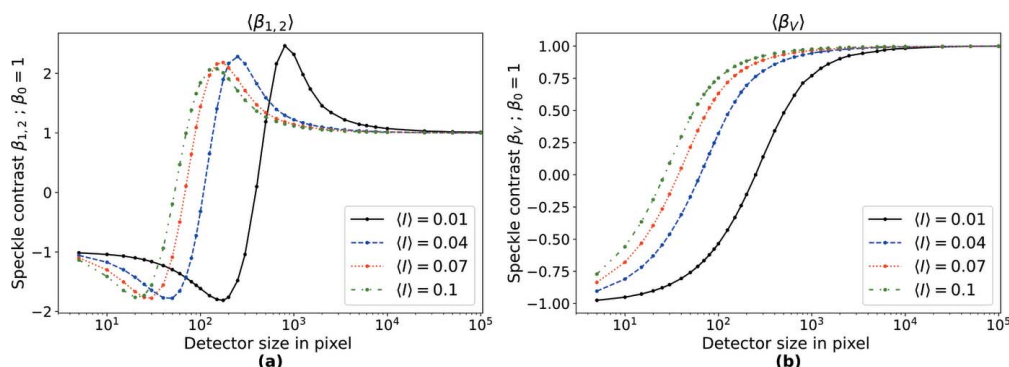 ⟨β₁,₂⟩
Speckle contrast β₁,₂ ; β₀ = 1
2
1
0
−1
−2
⟨I⟩ = 0.01
⟨I⟩ = 0.04
⟨I⟩ = 0.07
⟨I⟩ = 0.1
10¹ 10² 10³ 10⁴ 10⁵
Detector size in pixel
(a)
⟨βV⟩
Speckle contrast βV ; β₀ = 1
1.00
0.75
0.50
0.25
0.00
−0.25
−0.50
−0.75
−1.00
⟨I⟩ = 0.01
⟨I⟩ = 0.04
⟨I⟩ = 0.07
⟨I⟩ = 0.1
10¹ 10² 10³ 10⁴ 10⁵
Detector size in pixel
(b)